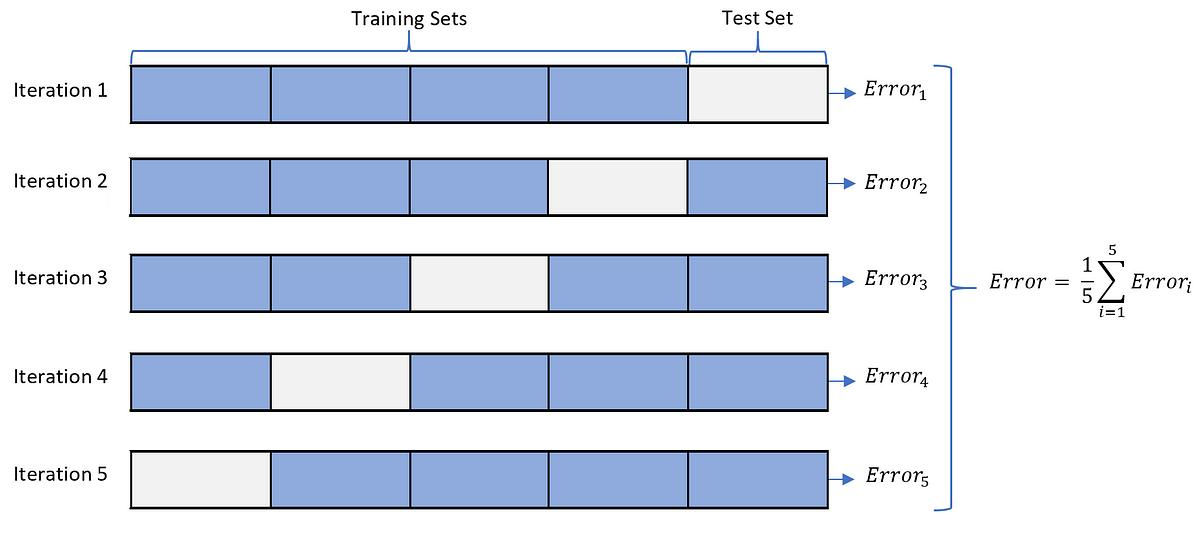 Training Sets
Test Set
Iteration 1
Error₁
Iteration 2
Error₂
Iteration 3
Error₃
Iteration 4
Error₄
Iteration 5
Error₅
Error = 1/5 ∑_{i=1}^{5} Errorᵢ